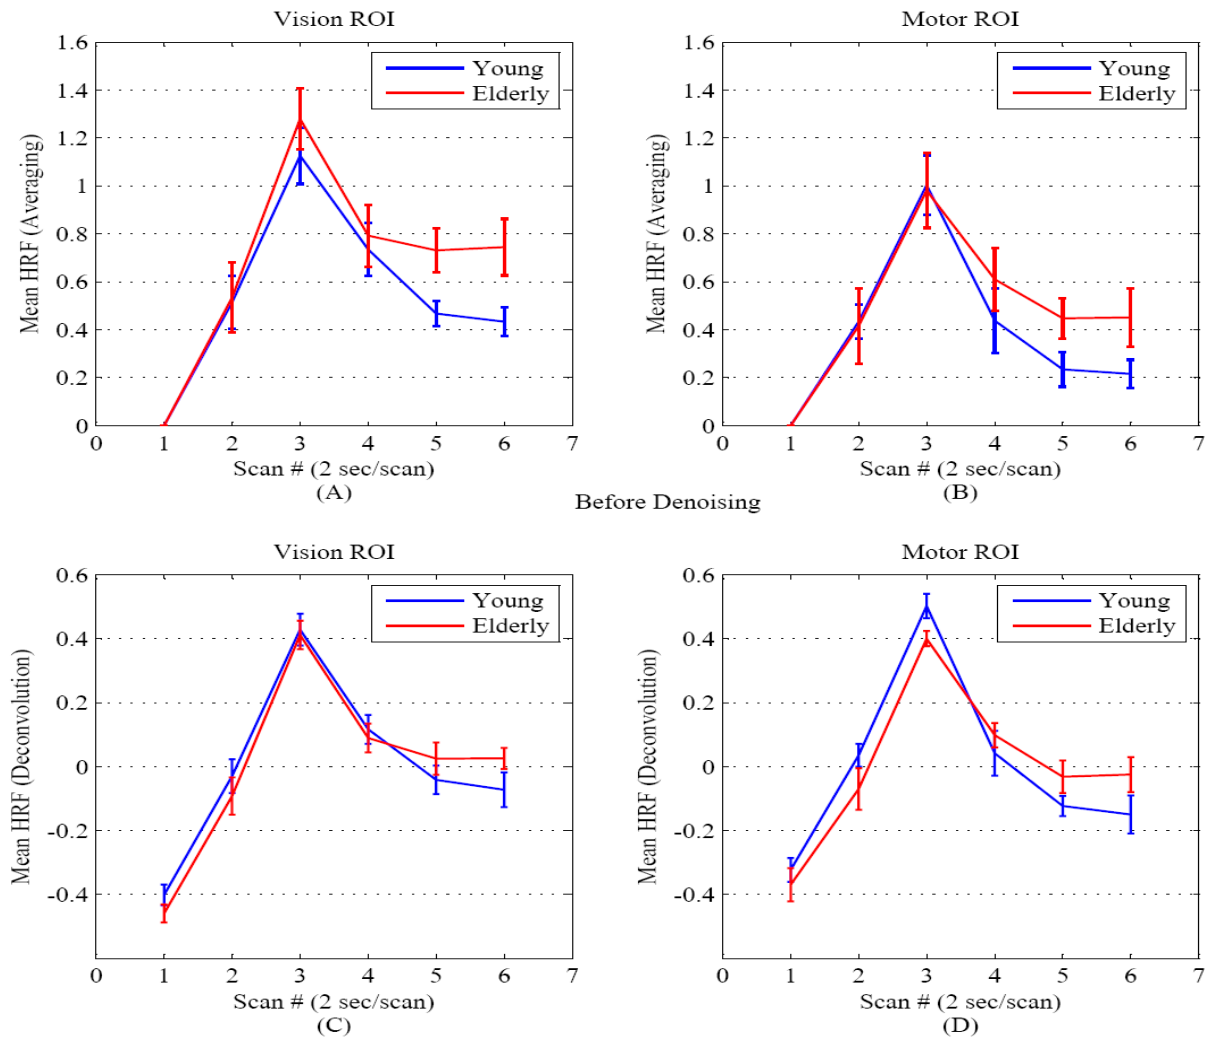 Vision ROI
Mean HRF (Averaging)
1.6
1.4
1.2
1
0.8
0.6
0.4
0.2
0
Young
Elderly
0 1 2 3 4 5 6 7
Scan # (2 sec/scan)
(A)
Motor ROI
Mean HRF (Averaging)
1.6
1.4
1.2
1
0.8
0.6
0.4
0.2
0
Young
Elderly
0 1 2 3 4 5 6 7
Scan # (2 sec/scan)
(B)
Before Denoising
Vision ROI
Mean HRF (Deconvolution)
0.6
0.4
0.2
0
-0.2
-0.4
Young
Elderly
0 1 2 3 4 5 6 7
Scan # (2 sec/scan)
(C)
Motor ROI
Mean HRF (Deconvolution)
0.6
0.4
0.2
0
-0.2
-0.4
Young
Elderly
0 1 2 3 4 5 6 7
Scan # (2 sec/scan)
(D)